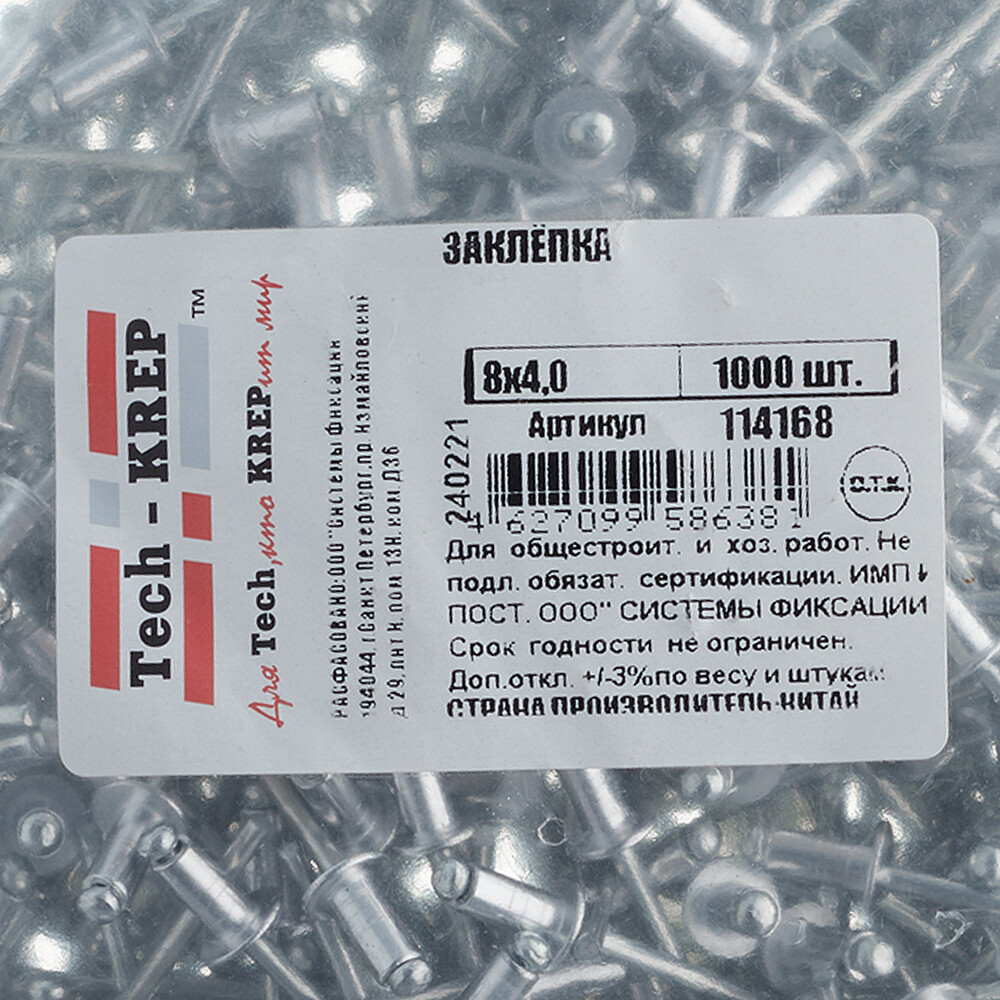 ЗАКЛЁПКА
8х4,0 1000 шт.
Артикул 114168
240221
4 627099 586381
О.Т.К.
Для общестроит. и хоз. работ. Не
подл. обязат. сертификации. ИМП И
ПОСТ. ООО" СИСТЕМЫ ФИКСАЦИИ
Срок годности не ограничен.
Доп.откл. +/-3%по весу и штукам
СТРАНА ПРОИЗВОДИТЕЛЬ-КИТАЙ
Tech - KREP™
Для Tech, кто KREPит мир
РАСФАСОВАНО:ООО"Системы фиксации
194044,г.Санкт Петербург,пр.Измайловский
д 29,лит И,пом 13Н,ком Д36